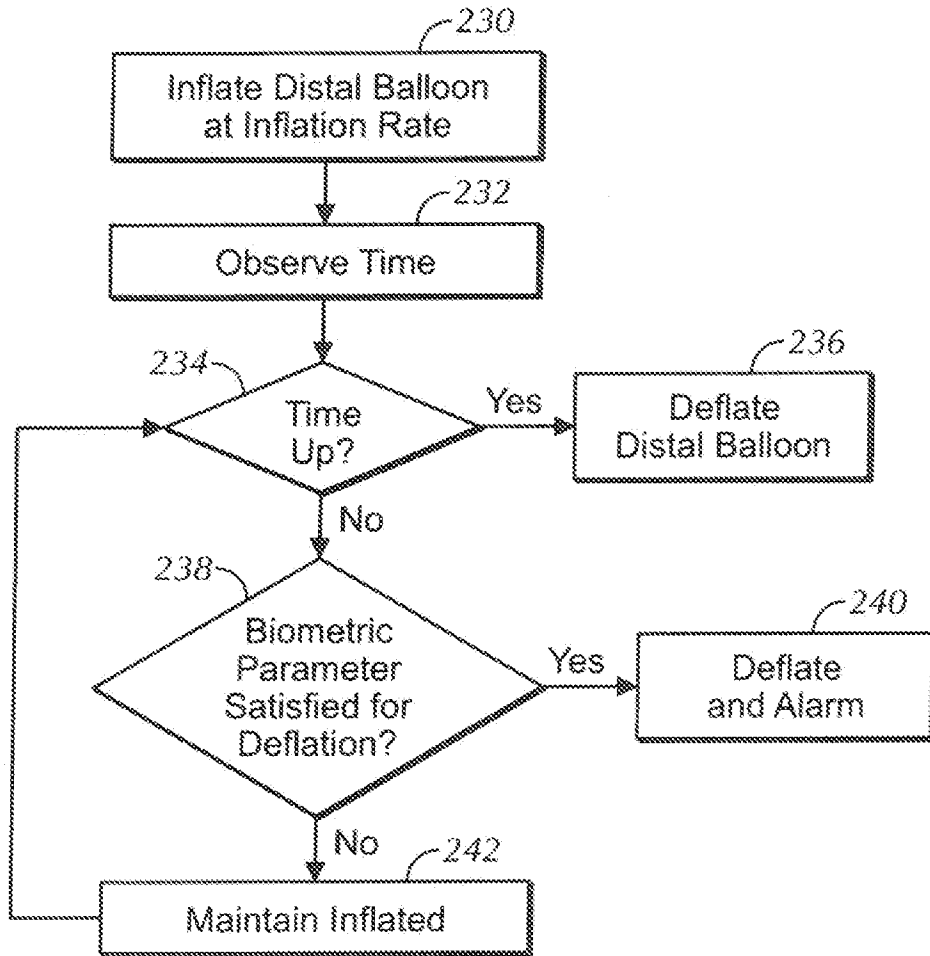 230
Inflate Distal Balloon
at Inflation Rate
232
Observe Time
234
Time
Up?
Yes
236
Deflate
Distal Balloon
No
238
Biometric
Parameter
Satisfied for
Deflation?
Yes
240
Deflate
and Alarm
No
242
Maintain Inflated